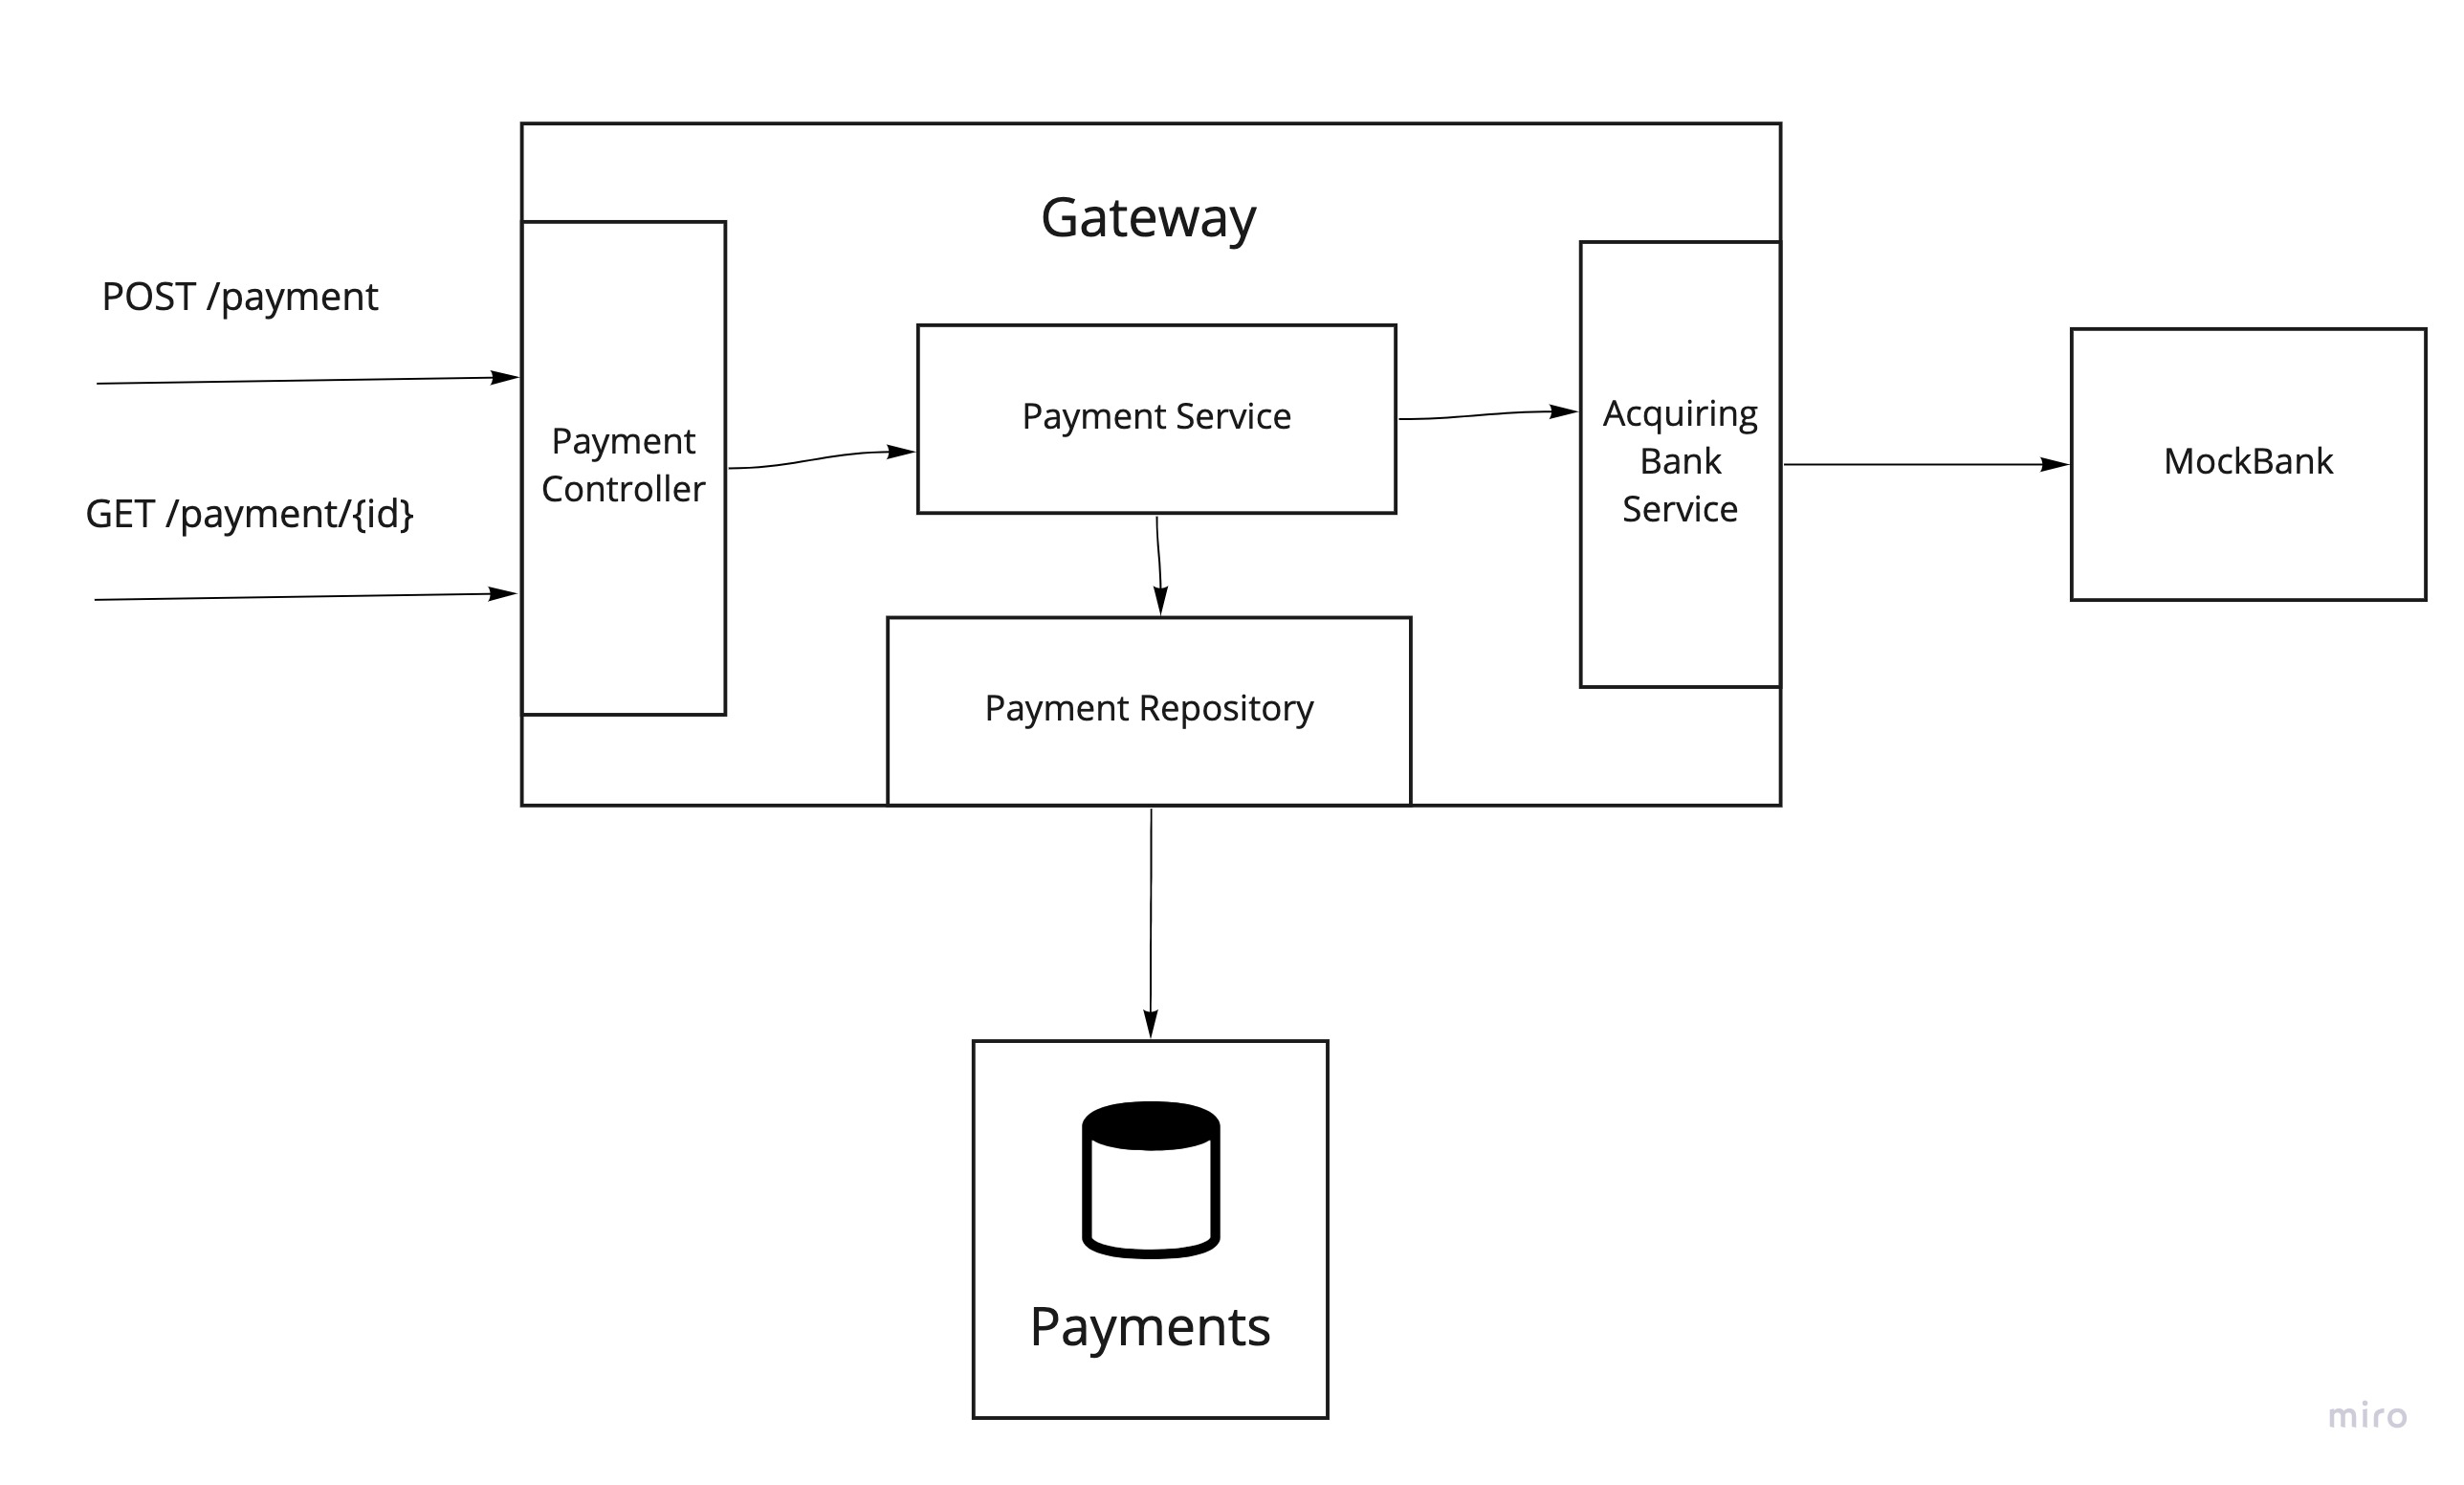 Gateway
POST /payment
GET /payment/{id}
Payment
Controller
Payment Service
Acquiring
Bank
Service
MockBank
Payment Repository
Payments
miro